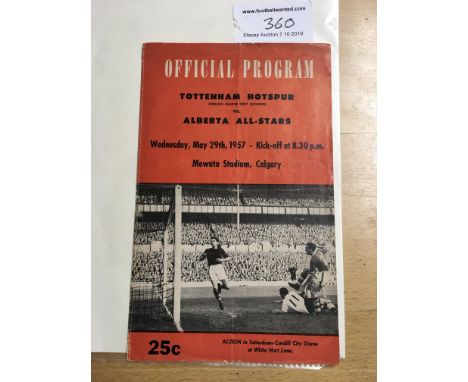 www.footballwanted.com
360
Stacey Auction 7 10 2019
OFFICIAL PROGRAM
TOTTENHAM HOTSPUR
(ENGLISH LEAGUE FIRST DIVISION)
VS.
ALBERTA ALL-STARS
Wednesday, May 29th, 1957 - Kick-off at 8.30 p.m.
Mewata Stadium, Calgary
25c
ACTION in Tottenham-Cardiff City Game
at White Hart Lane.